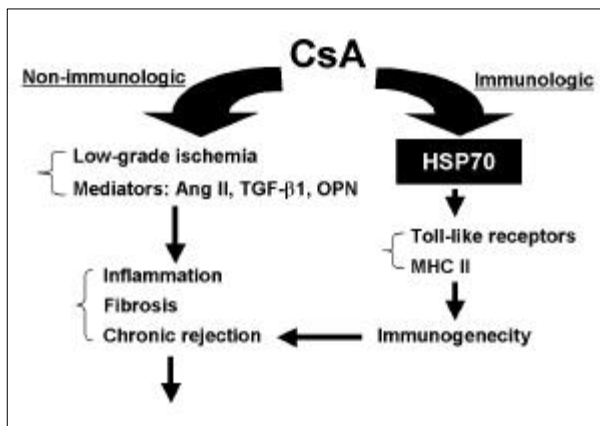 CsA
Non-immunologic
Immunologic
Low-grade ischemia
Mediators: Ang II, TGF-β1, OPN
HSP70
Toll-like receptors
MHC II
Inflammation
Fibrosis
Chronic rejection
Immunogenecity